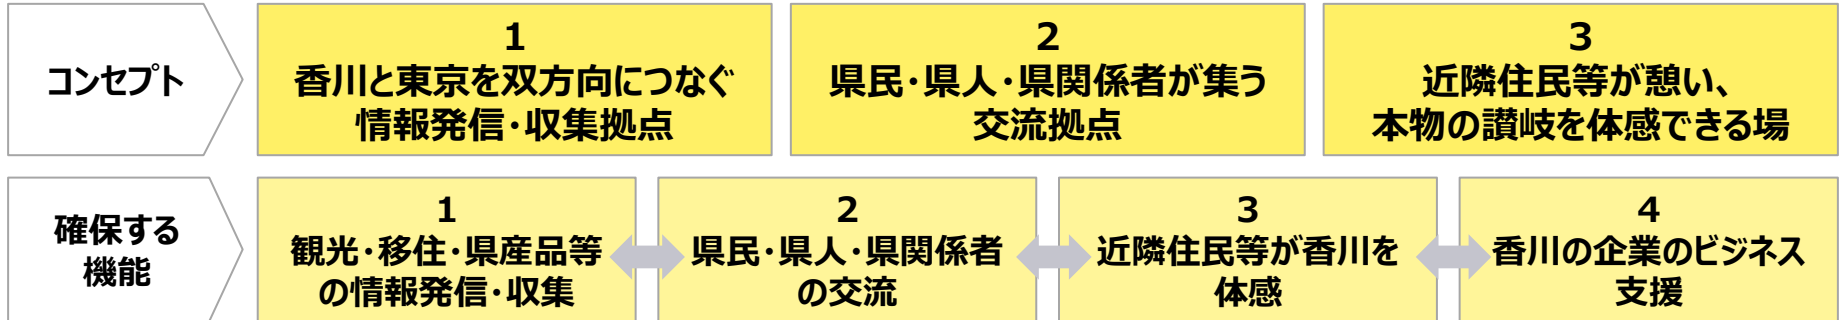 コンセプト
1
香川と東京を双方向につなぐ
情報発信・収集拠点
2
県民・県人・県関係者が集う
交流拠点
3
近隣住民等が憩い、
本物の讃岐を体感できる場
確保する
機能
1
観光・移住・県産品等
の情報発信・収集
2
県民・県人・県関係者
の交流
3
近隣住民等が香川を
体感
4
香川の企業のビジネス
支援